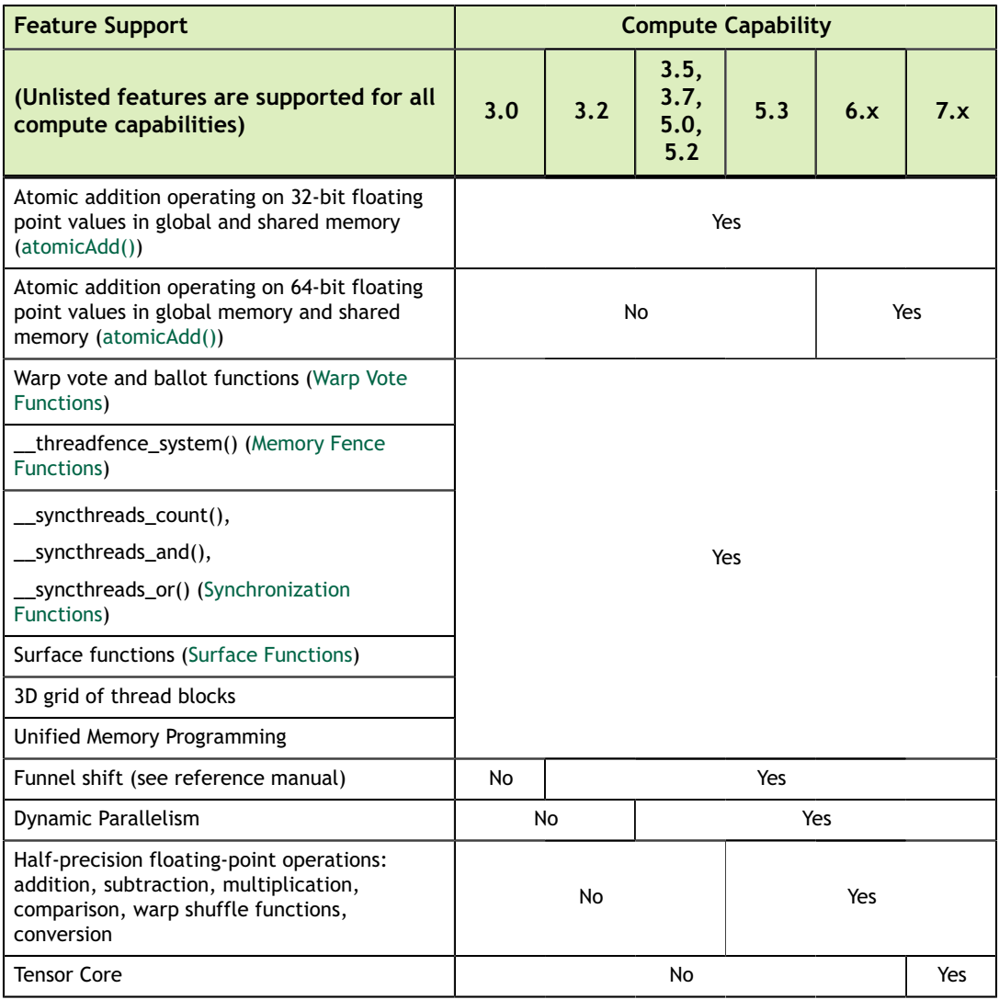 Feature Support
Compute Capability
(Unlisted features are supported for all
compute capabilities)
3.0
3.2
3.5,
3.7,
5.0,
5.2
5.3
6.x
7.x
Atomic addition operating on 32-bit floating
point values in global and shared memory
(atomicAdd())
Yes
Atomic addition operating on 64-bit floating
point values in global memory and shared
memory (atomicAdd())
No
Yes
Warp vote and ballot functions (Warp Vote
Functions)
__threadfence_system() (Memory Fence
Functions)
__syncthreads_count(),
__syncthreads_and(),
__syncthreads_or() (Synchronization
Functions)
Surface functions (Surface Functions)
3D grid of thread blocks
Unified Memory Programming
Yes
Funnel shift (see reference manual)
No
Yes
Dynamic Parallelism
No
Yes
Half-precision floating-point operations:
addition, subtraction, multiplication,
comparison, warp shuffle functions,
conversion
No
Yes
Tensor Core
No
Yes